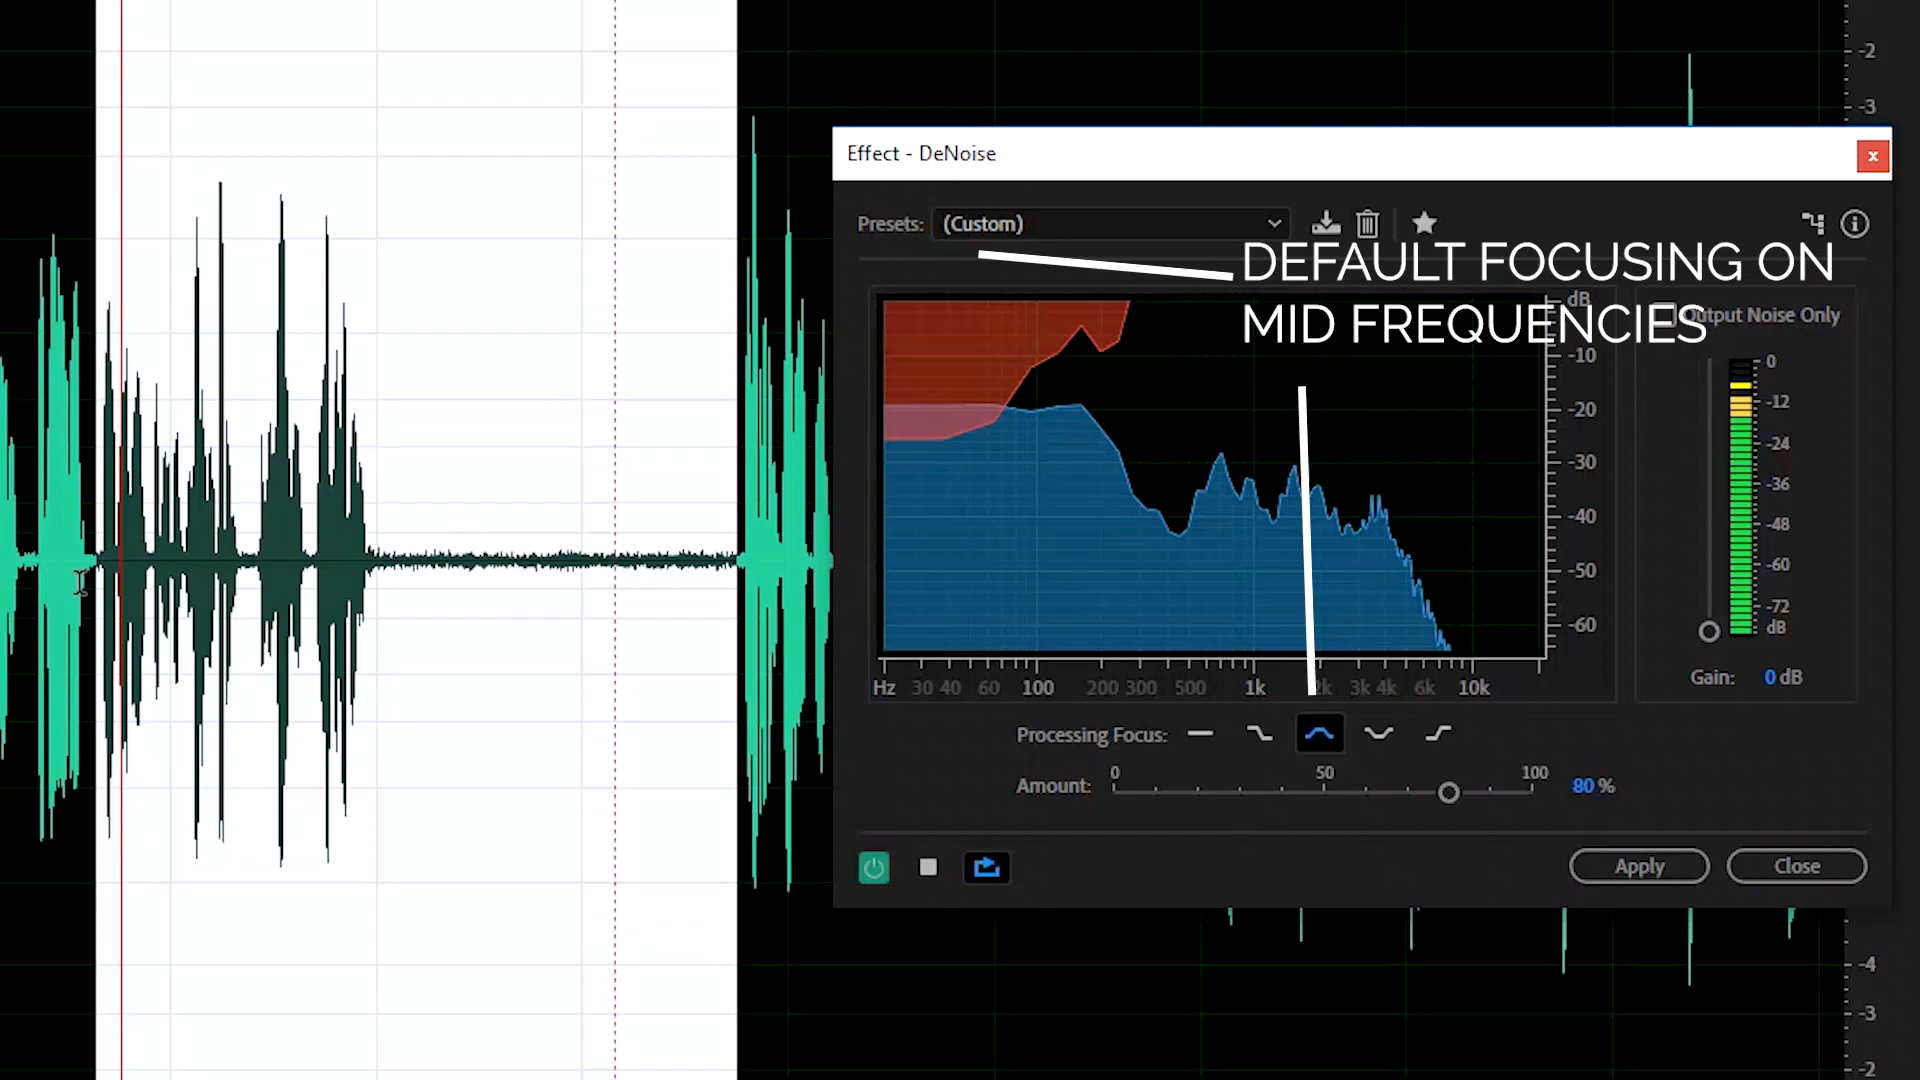 -2
-3
Effect - DeNoise
x
Presets: (Custom)
DEFAULT FOCUSING ON
MID FREQUENCIES
Output Noise Only
dB
-10
-20
-30
-40
-50
-60
0
-12
-24
-36
-48
-60
-72
dB
Hz 30 40 60 100 200 300 500 1k 2k 3k 4k 6k 10k
Gain: 0 dB
Processing Focus:
0 50 100
Amount: 80 %
Apply Close
-4
-3
-2